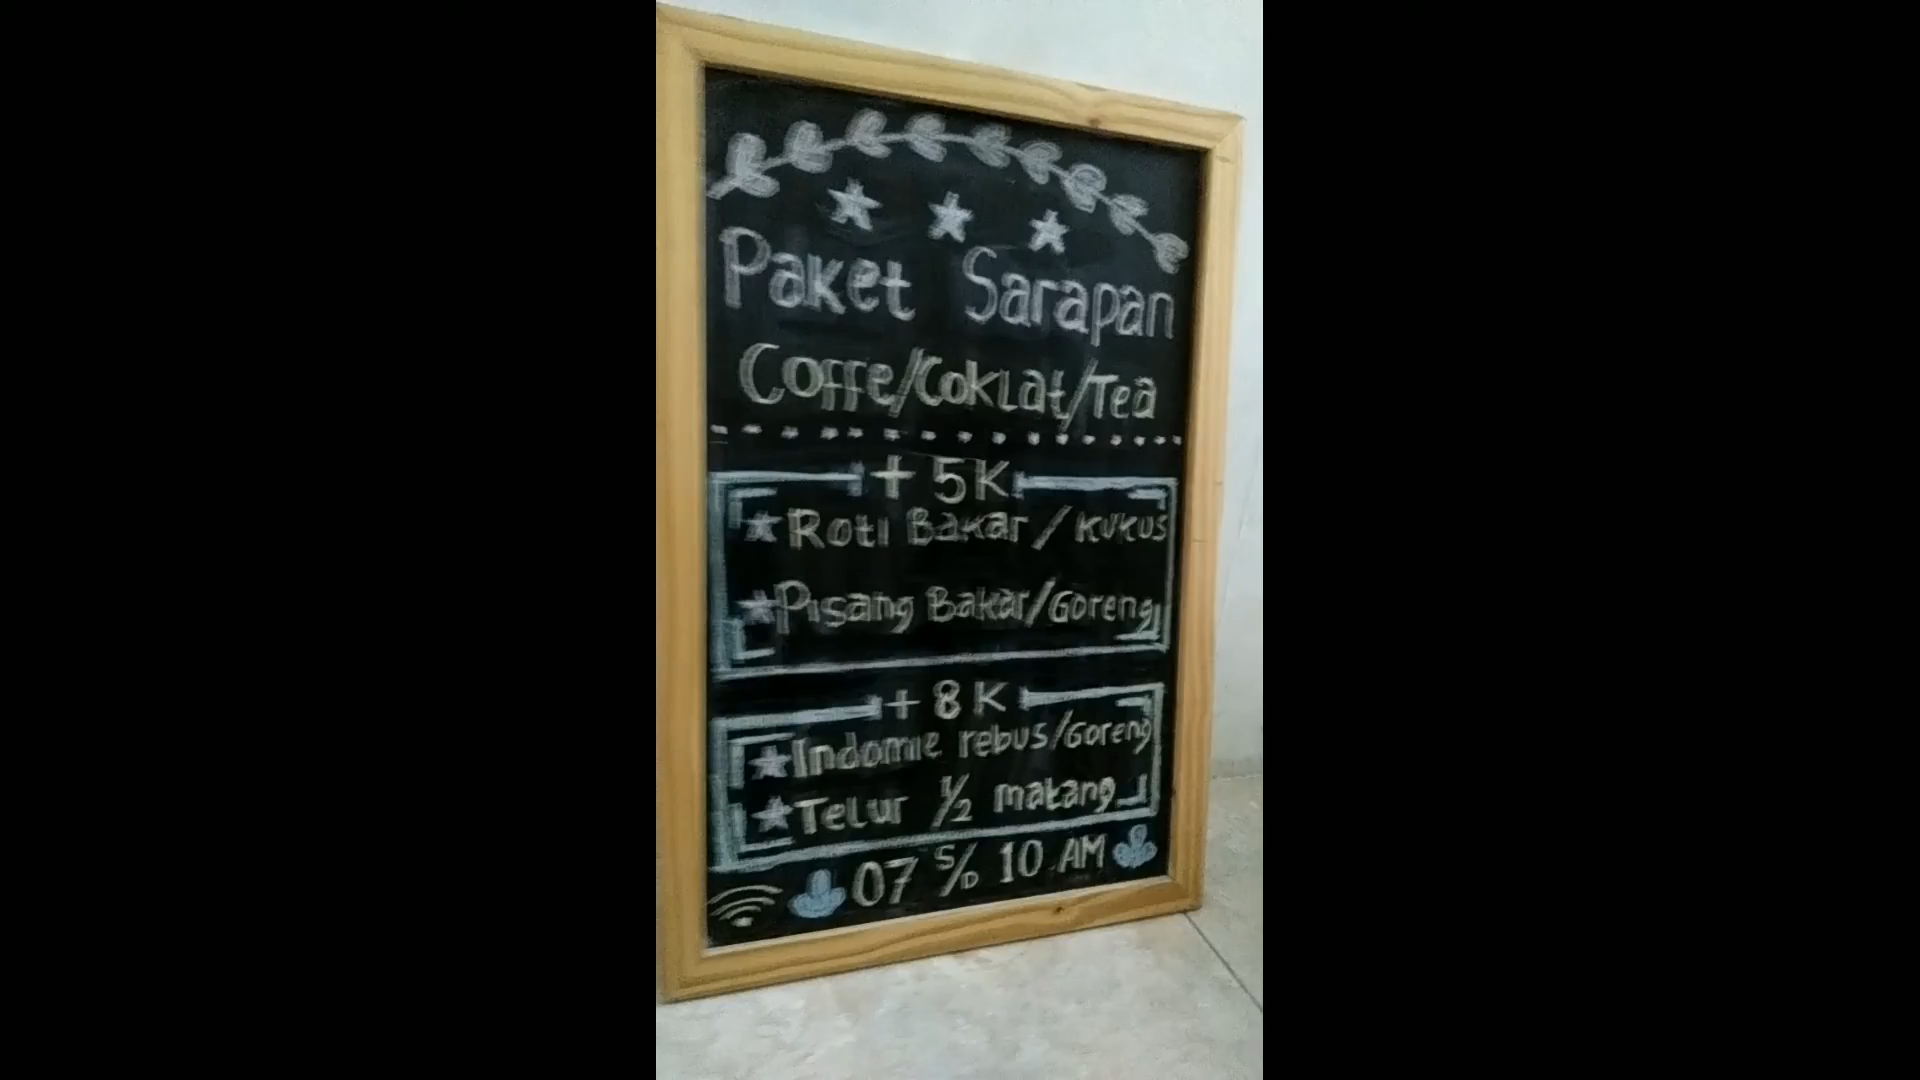 Paket Sarapan
Coffe/Coklat/Tea
+ 5K
Roti Bakar / Kukus
Pisang Bakar/Goreng
+ 8K
Indomie rebus/Goreng
Telur 1/2 matang
07 S/D 10 AM